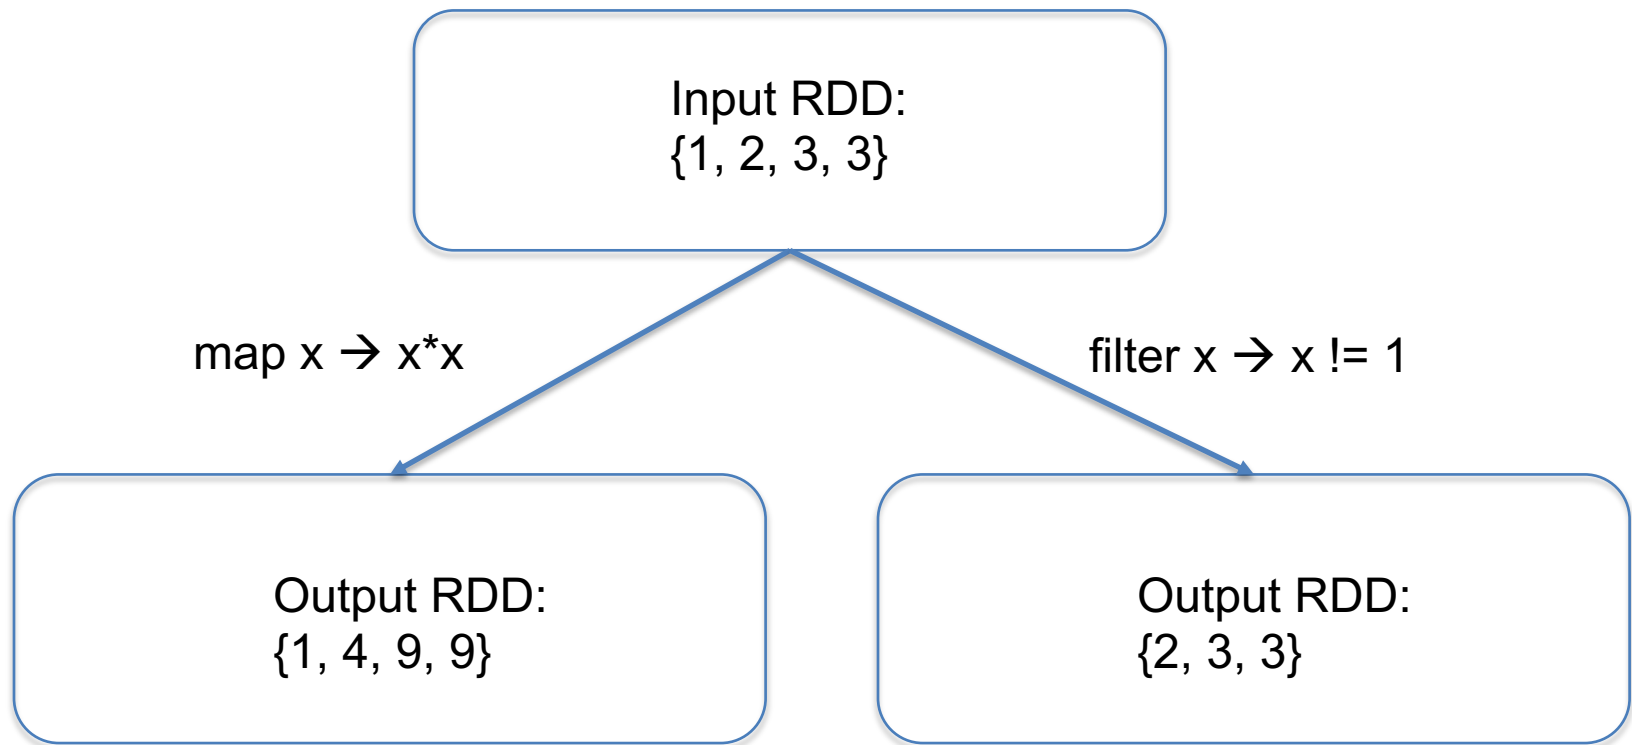 Input RDD:
{1, 2, 3, 3}
map x → x*x
filter x → x != 1
Output RDD:
{1, 4, 9, 9}
Output RDD:
{2, 3, 3}